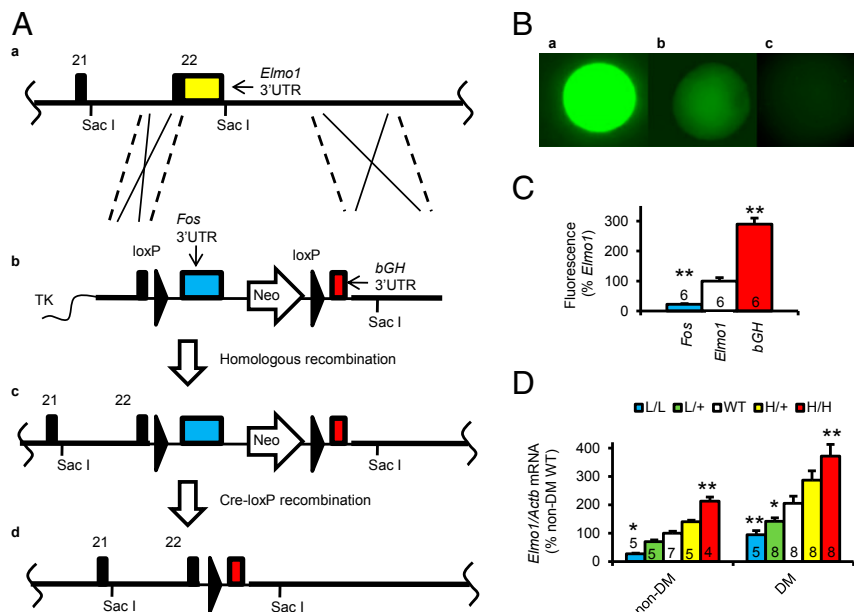 A
a
21
22
Elmo1
3'UTR
Sac I
Sac I
b
Fos
3'UTR
loxP
loxP
bGH
3'UTR
Neo
TK
Sac I
Homologous recombination
c
21
22
Neo
Sac I
Sac I
Cre-loxP recombination
d
21
22
Sac I
Sac I
B
a
b
c
C
Fluorescence
(% Elmo1)
300
200
100
0
**
**
6
6
6
Fos
Elmo1
bGH
D
L/L
L/+
WT
H/+
H/H
Elmo1/Actb mRNA
(% non-DM WT)
400
300
200
100
0
*
**
**
*
**
5
5
7
5
4
5
8
8
8
8
non-DM
DM